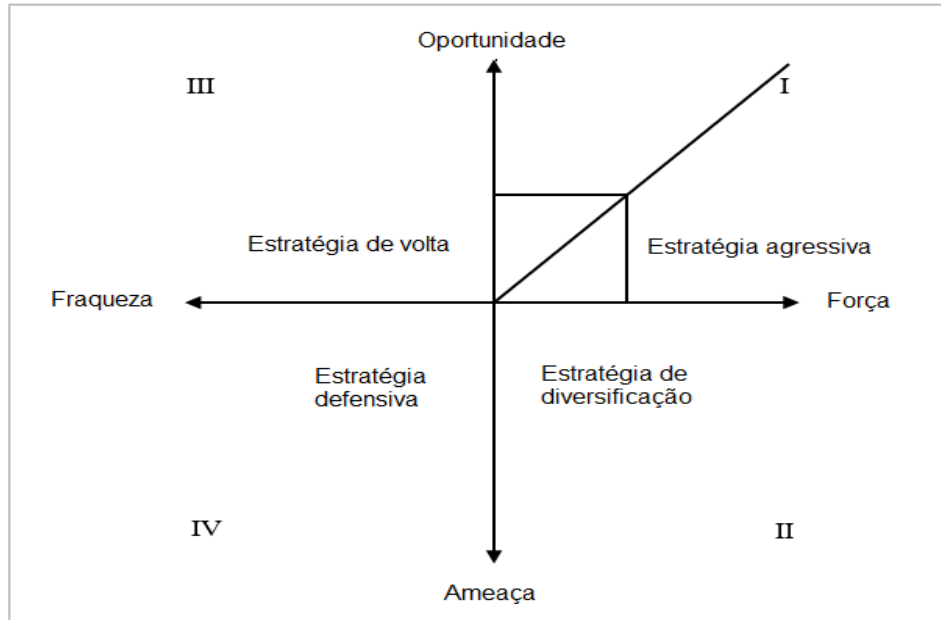 Oportunidade
III
I
Estratégia de volta
Estratégia agressiva
Fraqueza
Força
Estratégia
defensiva
Estratégia de
diversificação
IV
II
Ameaça